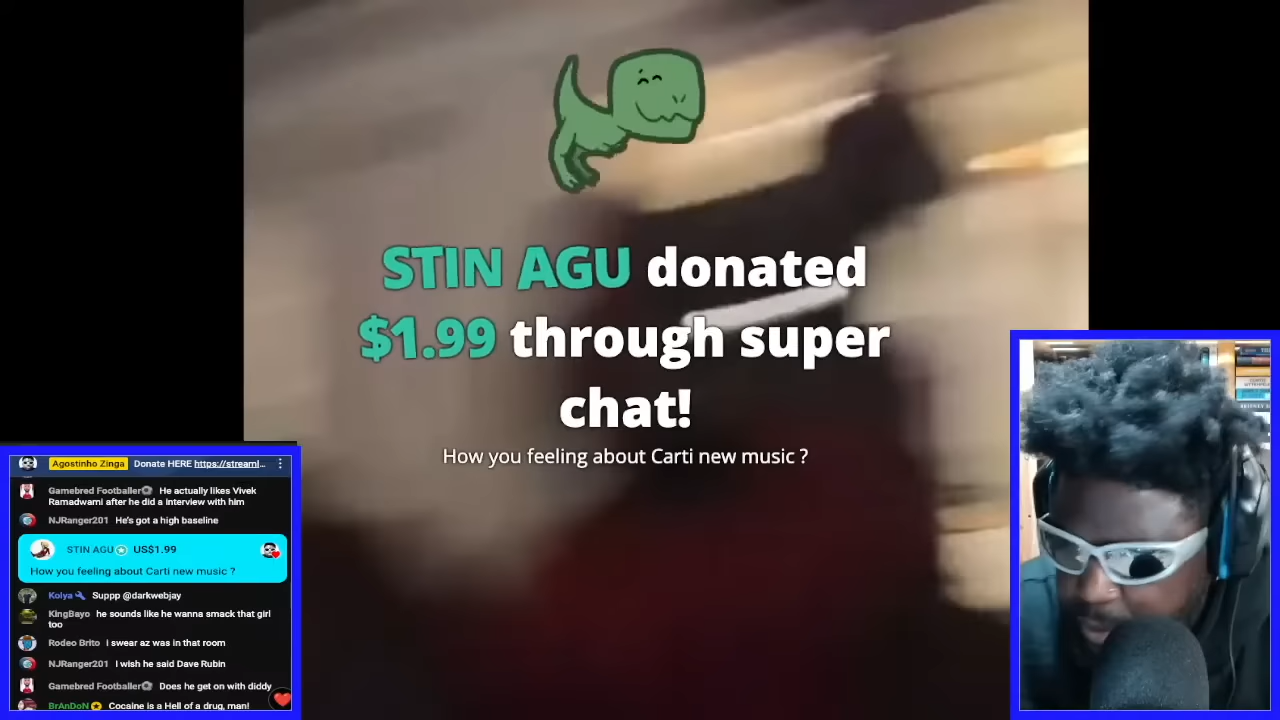 STIN AGU donated
$1.99 through super
chat!
How you feeling about Carti new music ?
Agostinho Zinga Donate HERE https://streaml...
Gamebred Footballer He actually likes Vivek
Ramadwami after he did a interview with him
NJRanger201 He's got a high baseline
STIN AGU US$1.99
How you feeling about Carti new music ?
Kolya Suppp @darkwebjay
KingBayo he sounds like he wanna smack that girl
too
Rodeo Brito I swear az was in that room
NJRanger201 I wish he said Dave Rubin
Gamebred Footballer Does he get on with diddy
BrAnDoN Cocaine is a Hell of a drug, man!